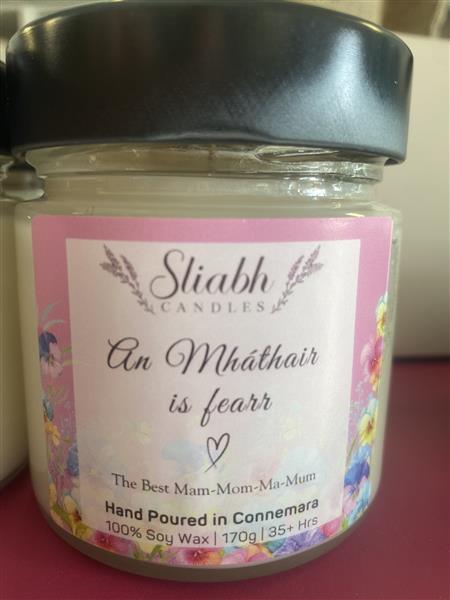 Sliabh
CANDLES
An Mháthair
is fearr
The Best Mam-Mom-Ma-Mum
Hand Poured in Connemara
100% Soy Wax | 170g | 35+ Hrs